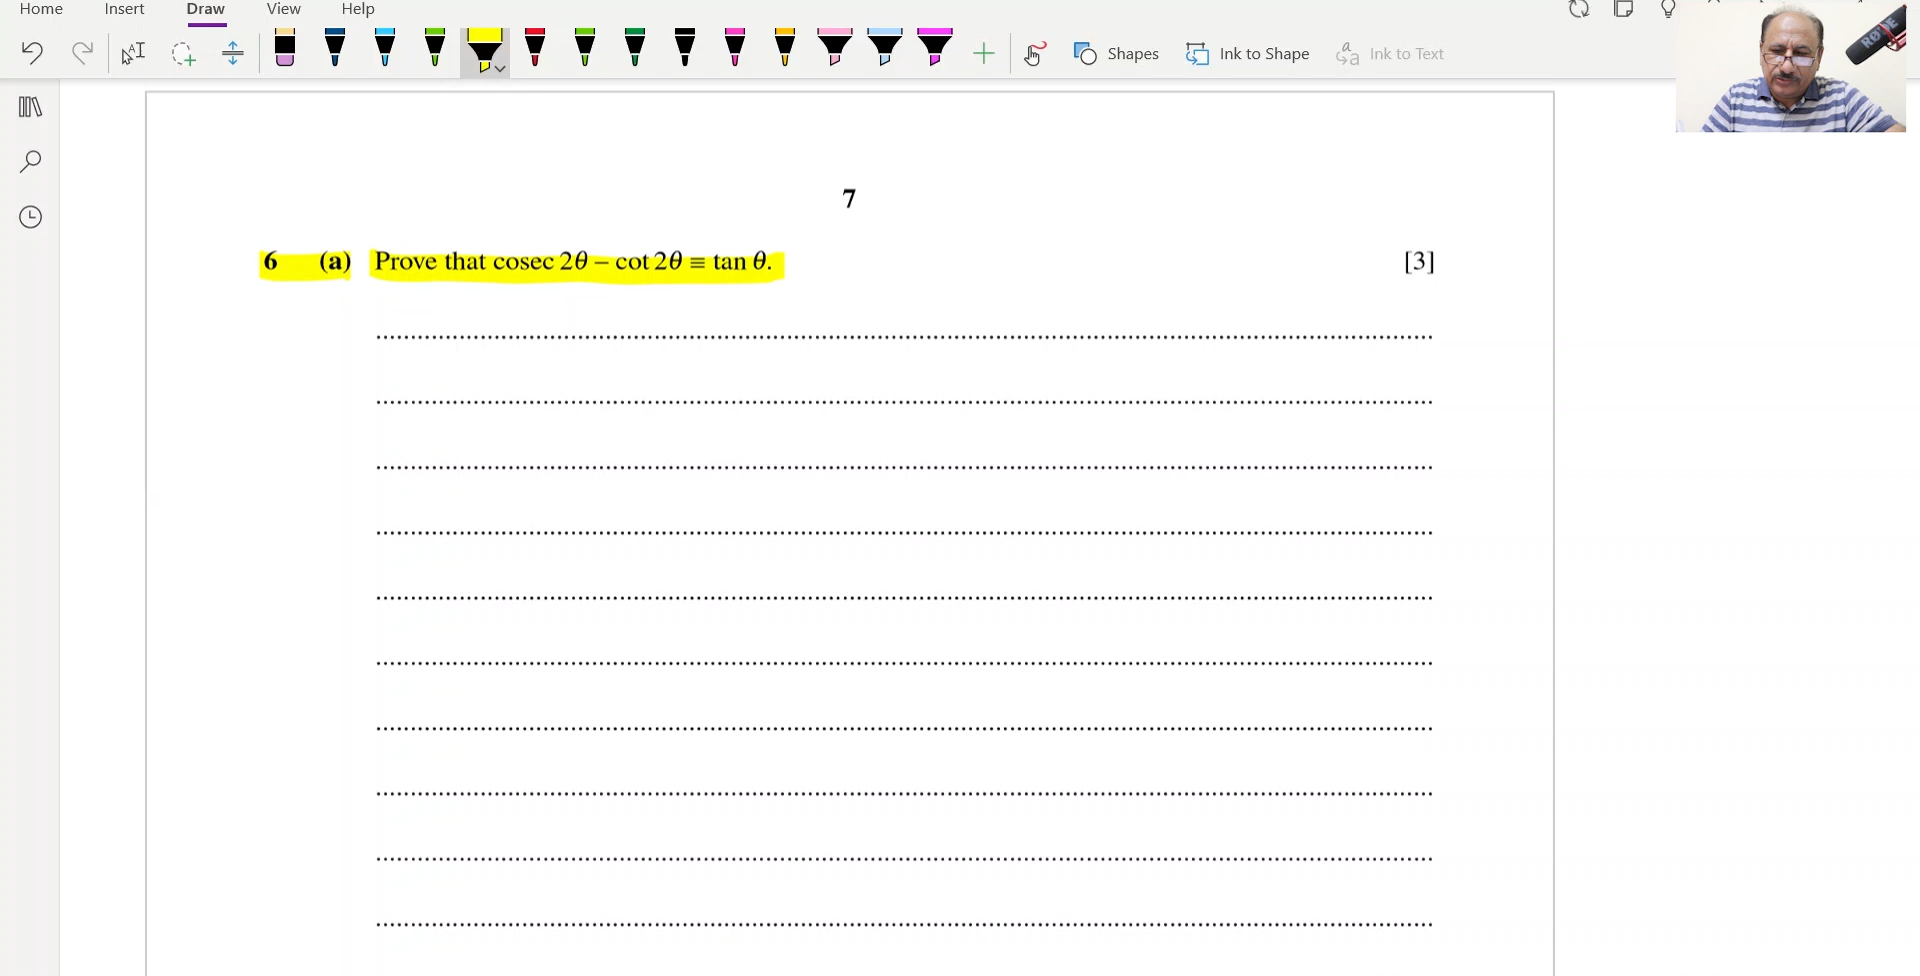 Home Insert Draw View Help
Shapes Ink to Shape Ink to Text
RØDE
7
6 (a) Prove that cosec 2θ – cot 2θ ≡ tan θ. [3]